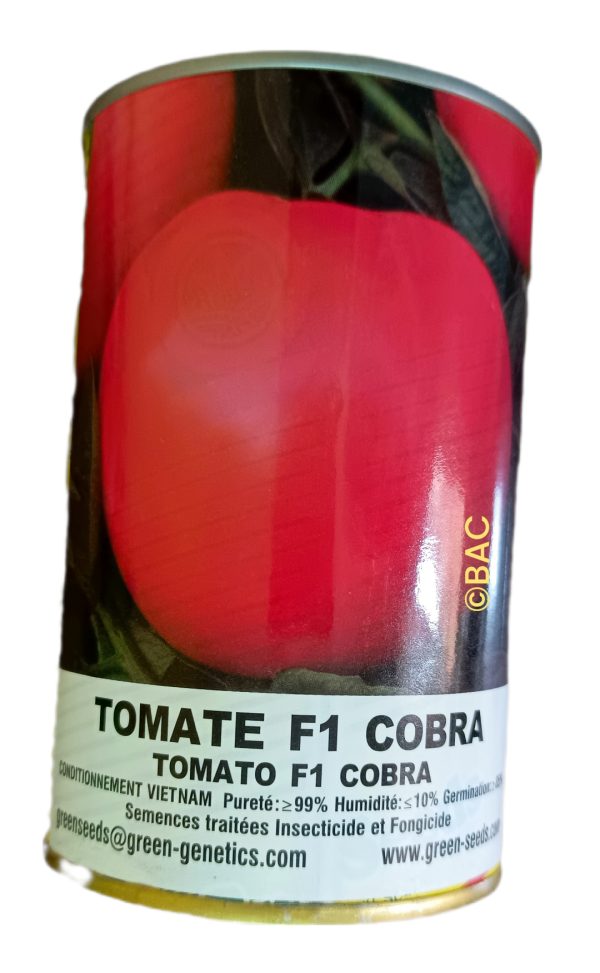 ©BAC
TOMATE F1 COBRA
TOMATO F1 COBRA
CONDITIONNEMENT VIETNAM Pureté:≥99% Humidité:≤10% Germination:
Semences traitées Insecticide et Fongicide
greenseeds@green-genetics.com www.green-seeds.com